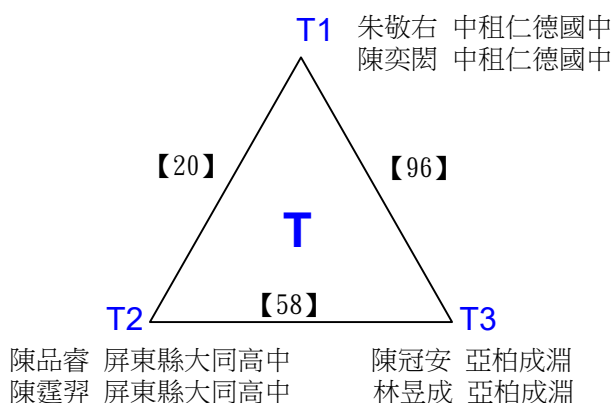 T1
朱敬右 中租仁德國中
陳奕閎 中租仁德國中
【20】
【96】
T
【58】
T2
T3
陳品睿 屏東縣大同高中
陳霆羿 屏東縣大同高中
陳冠安 亞柏成淵
林昱成 亞柏成淵